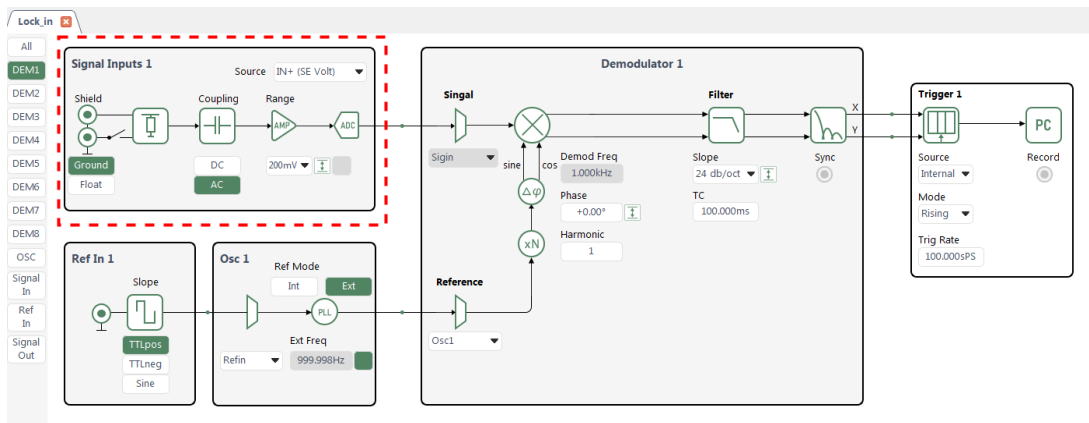 Lock_in
All
DEM1
DEM2
DEM3
DEM4
DEM5
DEM6
DEM7
DEM8
OSC
Signal
In
Ref
In
Signal
Out
Signal Inputs 1
Source IN+ (SE Volt)
Shield Coupling Range
AMP ADC
Ground
Float
DC
AC
200mV
Ref In 1
Slope
TTLpos
TTLneg
Sine
Osc 1
Ref Mode
Int Ext
PLL
Ext Freq
Refin 999.998Hz
Demodulator 1
Singal
Sigin
sine cos
Δφ
xN
Demod Freq
1.000kHz
Phase
+0.00°
Harmonic
1
Reference
Osc1
Filter
Slope
24 db/oct
TC
100.000ms
Sync
X
Y
Trigger 1
PC
Source
Internal
Record
Mode
Rising
Trig Rate
100.000sPS